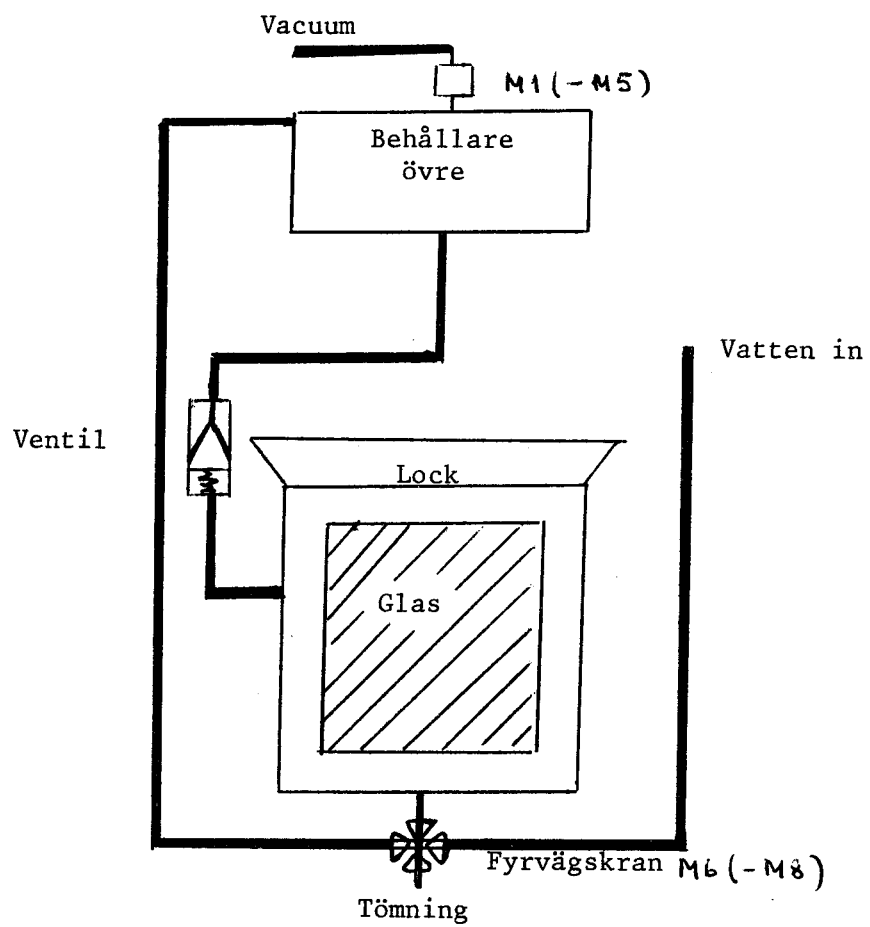 Vacuum
M1 (-M5)
Behållare
övre
Vatten in
Ventil
Lock
Glas
Fyrvägskran M6 (-M8)
Tömning